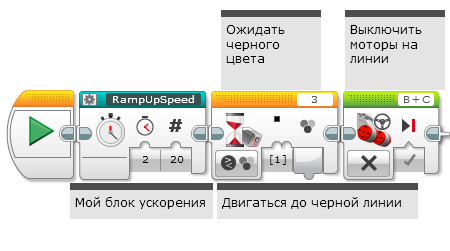 Ожидать
черного
цвета
Выключить
моторы на
линии
RampUpSpeed
3
B+C
#
2
20
[1]
Мой блок ускорения
Двигаться до черной линии